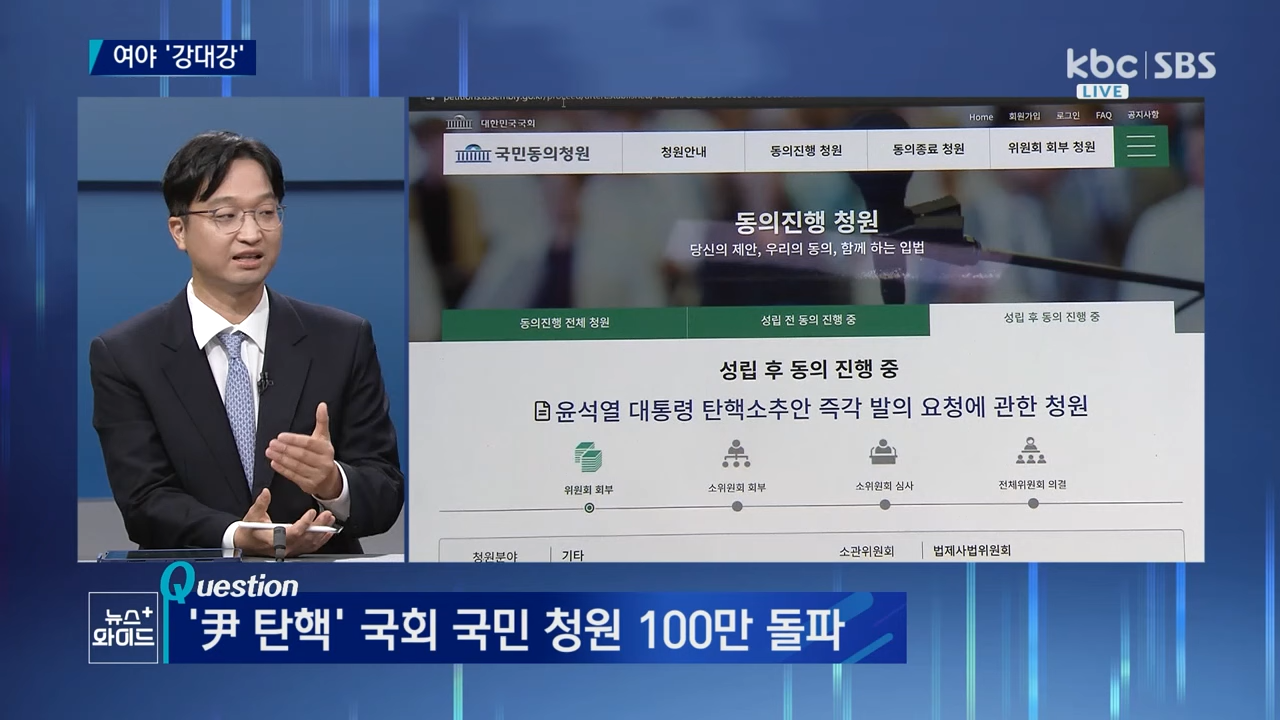 여야 '강대강'
kbc SBS
LIVE
대한민국국회
Home 회원가입 로그인 FAQ 공지사항
국민동의청원 청원안내 동의진행 청원 동의종료 청원 위원회 회부 청원
동의진행 청원
당신의 제안, 우리의 동의, 함께 하는 입법
동의진행 전체 청원 성립 전 동의 진행 중 성립 후 동의 진행 중
성립 후 동의 진행 중
윤석열 대통령 탄핵소추안 즉각 발의 요청에 관한 청원
위원회 회부 소위원회 회부 소위원회 심사 전체위원회 의결
청원분야 기타 소관위원회 법제사법위원회
Question
뉴스+
와이드
'尹 탄핵' 국회 국민 청원 100만 돌파